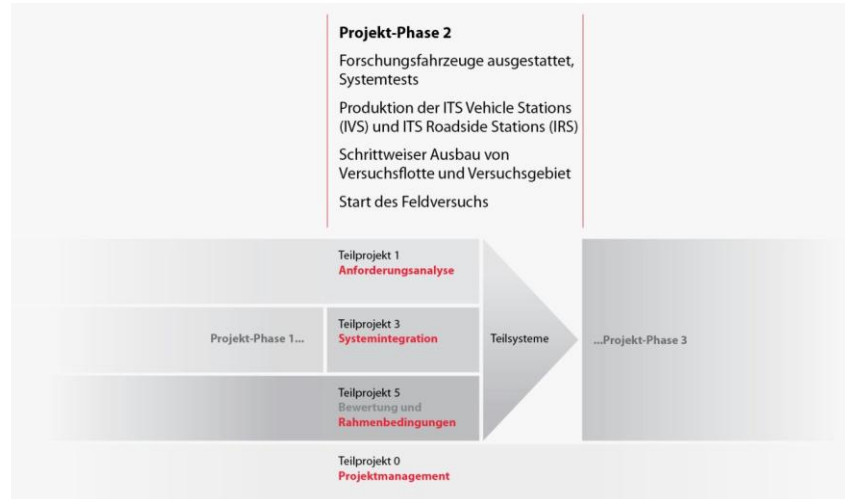 Projekt-Phase 2
Forschungsfahrzeuge ausgestattet,
Systemtests
Produktion der ITS Vehicle Stations
(IVS) und ITS Roadside Stations (IRS)
Schrittweiser Ausbau von
Versuchsflotte und Versuchsgebiet
Start des Feldversuchs
Teilprojekt 1
Anforderungsanalyse
Projekt-Phase 1...
Teilprojekt 3
Systemintegration
Teilsysteme
...Projekt-Phase 3
Teilprojekt 5
Bewertung und
Rahmenbedingungen
Teilprojekt 0
Projektmanagement